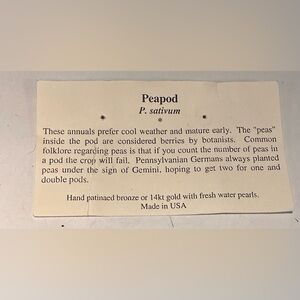 Peapod
P. sativum
*
These annuals prefer cool weather and mature early. The "peas"
inside the pod are considered berries by botanists. Common
folklore regarding peas is that if you count the number of peas in
a pod the crop will fail. Pennsylvanian Germans always planted
peas under the sign of Gemini, hoping to get two for one and
double pods.
Hand patinaed bronze or 14kt gold with fresh water pearls.
Made in USA